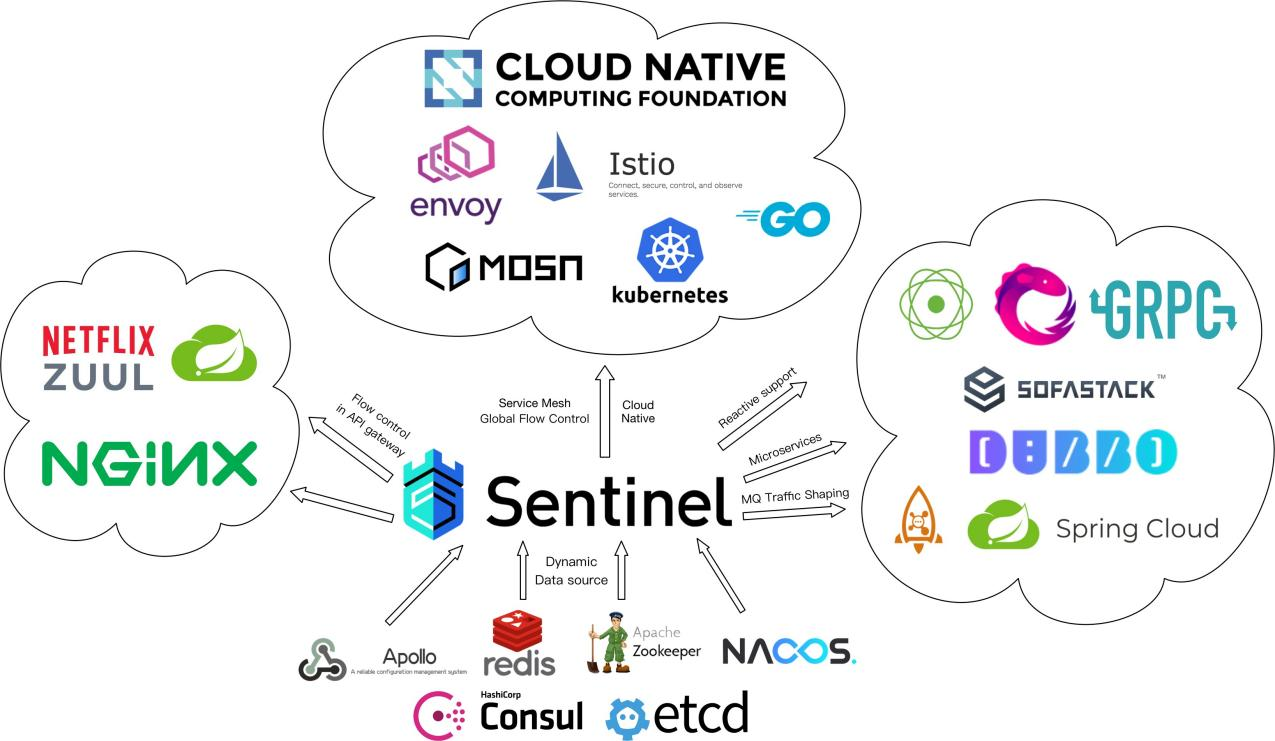 CLOUD NATIVE
COMPUTING FOUNDATION
envoy
Istio
Connect, secure, control, and observe
services.
GO
MOSN
kubernetes
NETFLIX
ZUUL
NGiNX
GRPC
SOFASTACK™
DUBBO
Spring Cloud
Flow control
in API gateway
Service Mesh
Global Flow Control
Cloud
Native
Reactive support
Microservices
MQ Traffic Shaping
Sentinel
Dynamic
Data source
Apollo
A reliable configuration management system
redis
Apache
Zookeeper
NACOS.
HashiCorp
Consul
etcd